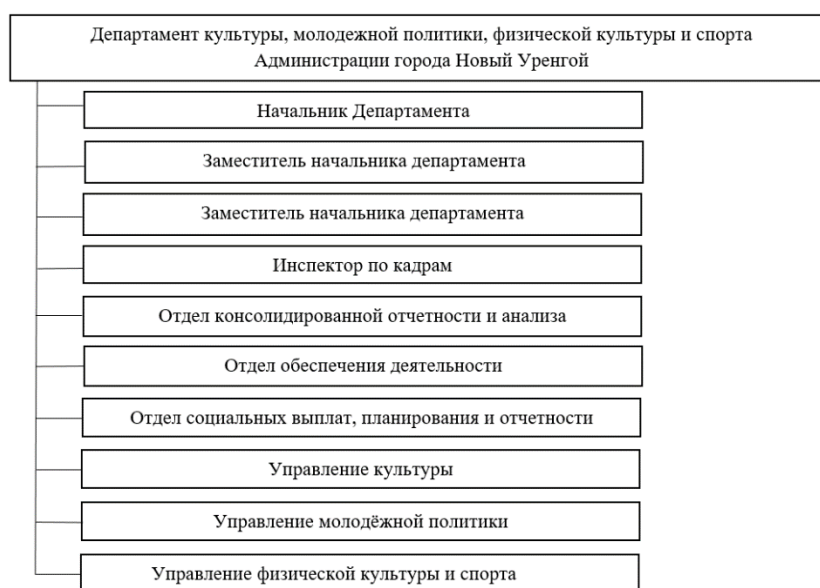 Департамент культуры, молодежной политики, физической культуры и спорта
Администрации города Новый Уренгой
Начальник Департамента
Заместитель начальника департамента
Заместитель начальника департамента
Инспектор по кадрам
Отдел консолидированной отчетности и анализа
Отдел обеспечения деятельности
Отдел социальных выплат, планирования и отчетности
Управление культуры
Управление молодёжной политики
Управление физической культуры и спорта